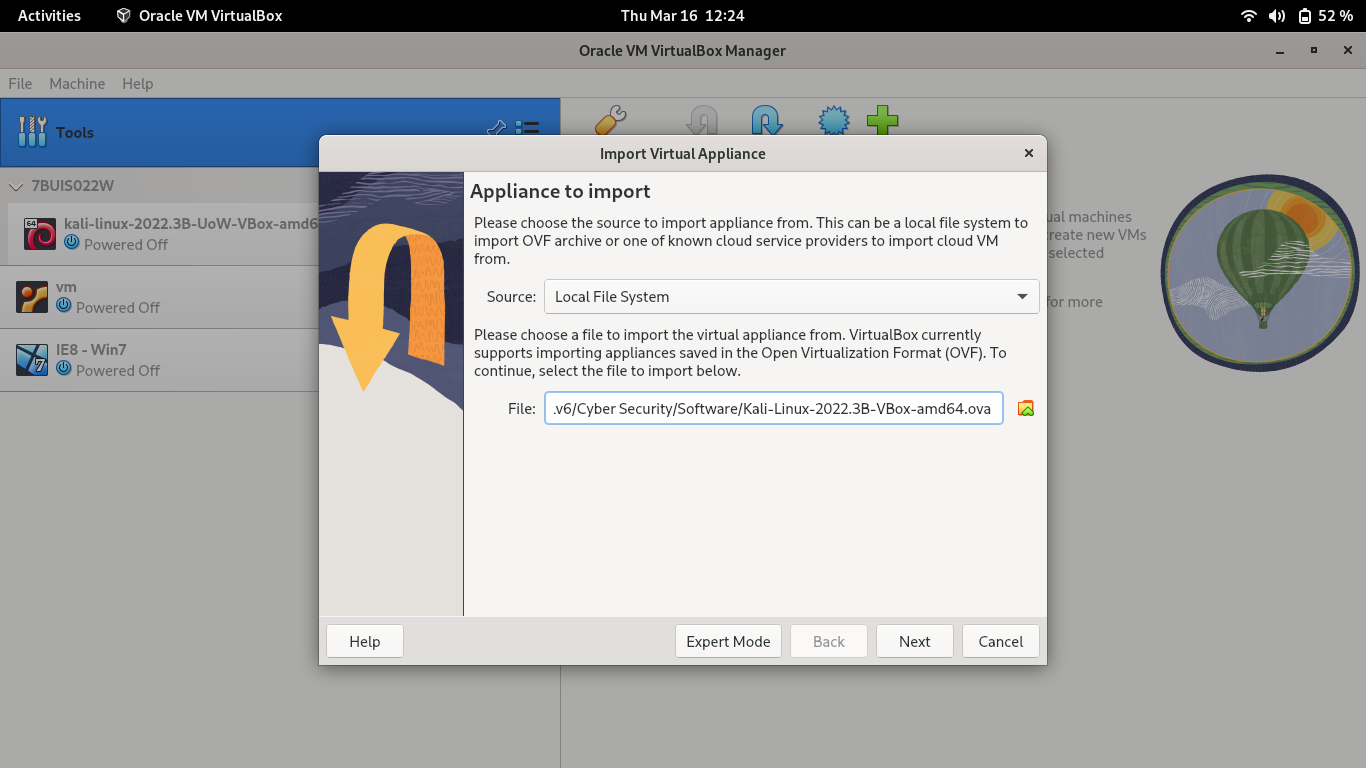 Activities Oracle VM VirtualBox Thu Mar 16 12:24 52 %
Oracle VM VirtualBox Manager
File Machine Help
Tools
Import Virtual Appliance
7BUIS022W
kali-linux-2022.3B-UoW-VBox-amd6
Powered Off
vm
Powered Off
IE8 - Win7
Powered Off
64
7
Appliance to import
Please choose the source to import appliance from. This can be a local file system to
import OVF archive or one of known cloud service providers to import cloud VM
from.
Source: Local File System
Please choose a file to import the virtual appliance from. VirtualBox currently
supports importing appliances saved in the Open Virtualization Format (OVF). To
continue, select the file to import below.
File: .v6/Cyber Security/Software/Kali-Linux-2022.3B-VBox-amd64.ova
Help Expert Mode Back Next Cancel
machines
create new VMs
selected
for more